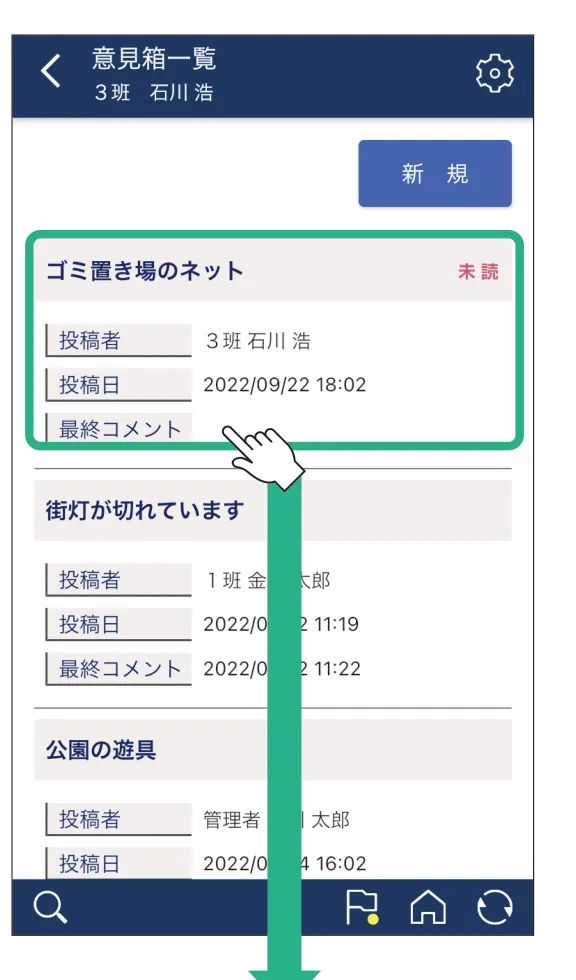 意見箱一覧
3班 石川 浩
新 規
ゴミ置き場のネット 未読
投稿者 3班 石川 浩
投稿日 2022/09/22 18:02
最終コメント
街灯が切れています
投稿者 1班 金 太郎
投稿日 2022/0 2 11:19
最終コメント 2022/0 2 11:22
公園の遊具
投稿者 管理者 太郎
投稿日 2022/0 4 16:02